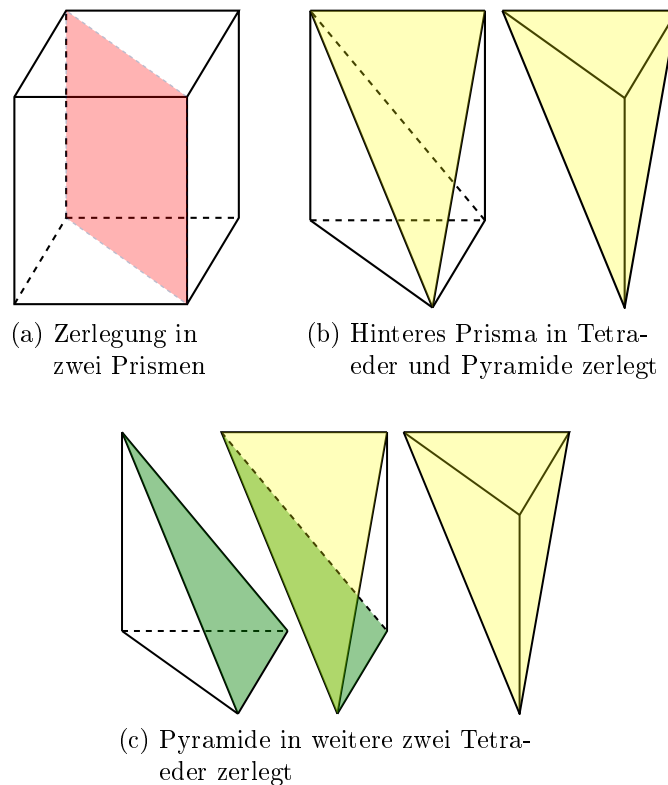 (a) Zerlegung in
zwei Prismen
(b) Hinteres Prisma in Tetra-
eder und Pyramide zerlegt
(c) Pyramide in weitere zwei Tetra-
eder zerlegt